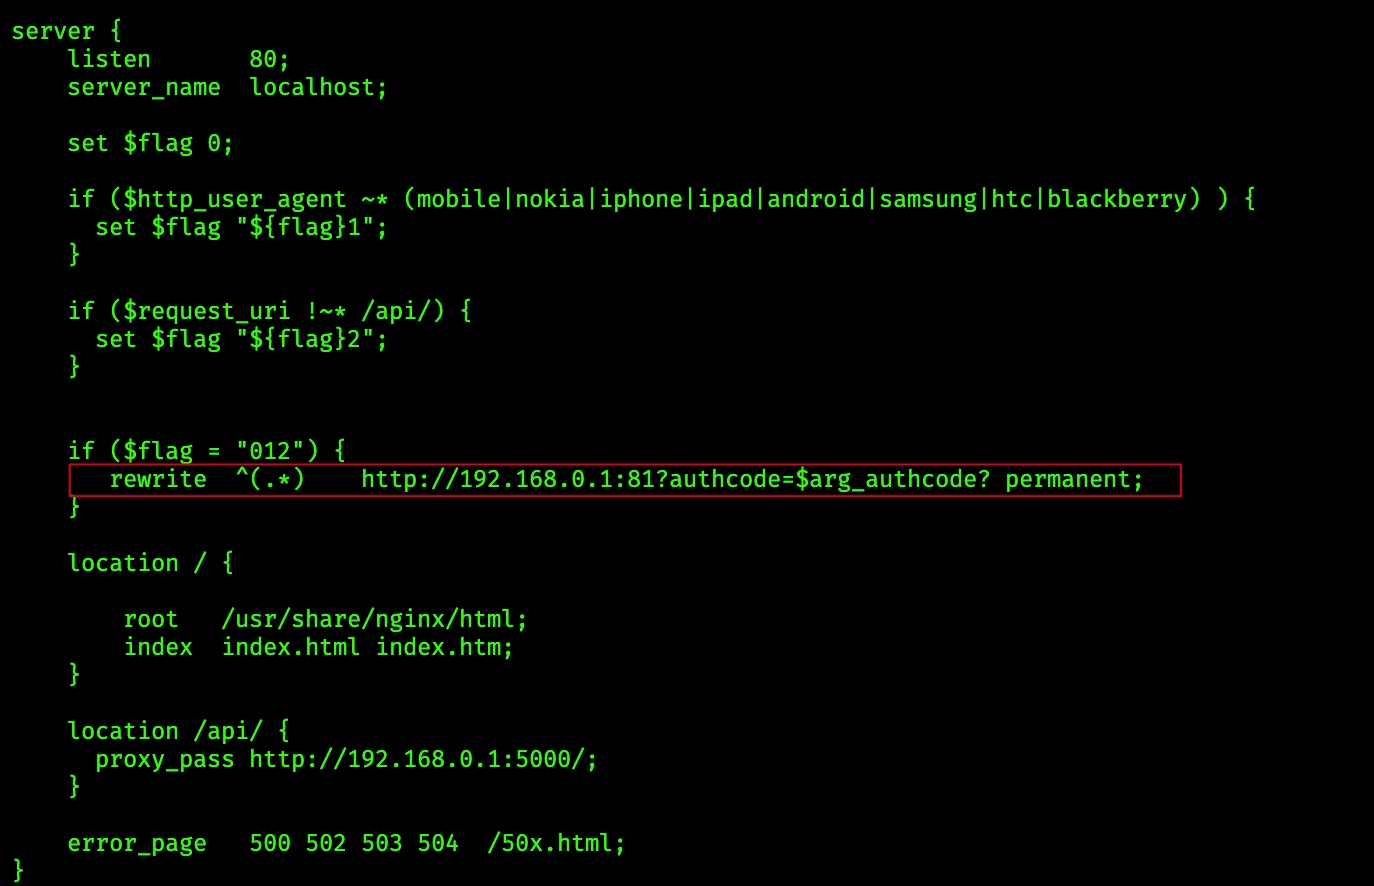 server {
    listen       80;
    server_name  localhost;
    set $flag 0;
    if ($http_user_agent ~* (mobile|nokia|iphone|ipad|android|samsung|htc|blackberry) ) {
      set $flag "${flag}1";
    }
    if ($request_uri !~* /api/) {
      set $flag "${flag}2";
    }
    if ($flag = "012") {
       rewrite  ^(.*)    http://192.168.0.1:81?authcode=$arg_authcode? permanent;
    }
    location / {
        root   /usr/share/nginx/html;
        index  index.html index.htm;
    }
    location /api/ {
      proxy_pass http://192.168.0.1:5000/;
    }
    error_page   500 502 503 504  /50x.html;
}